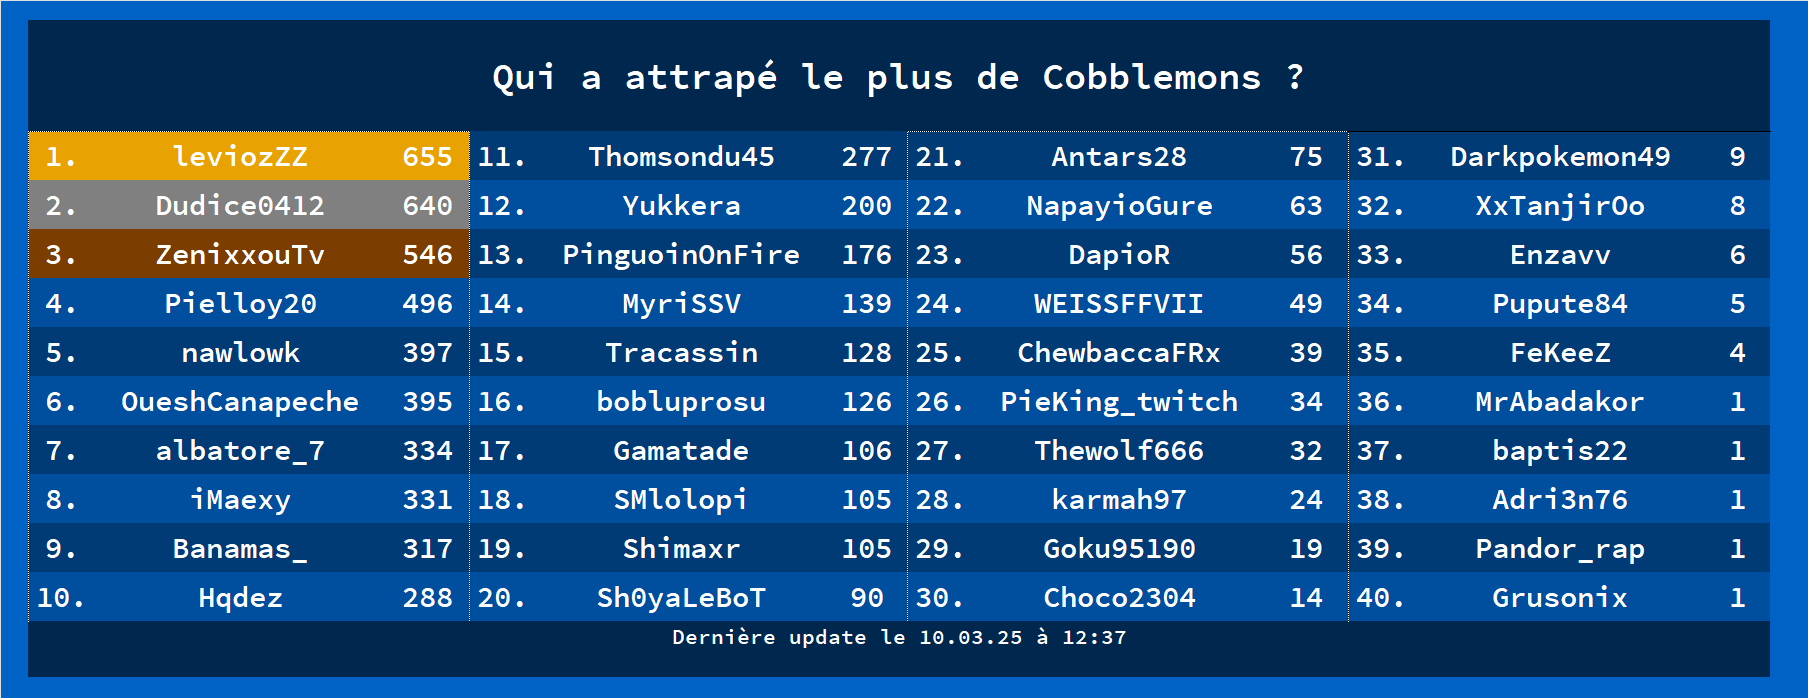 Qui a attrapé le plus de Cobblemons ?
1. leviozZZ 655 11. Thomsondu45 277 21. Antars28 75 31. Darkpokemon49 9
2. Dudice0412 640 12. Yukkera 200 22. NapayioGure 63 32. XxTanjirOo 8
3. ZenixxouTv 546 13. PinguoinOnFire 176 23. DapioR 56 33. Enzavv 6
4. Pielloy20 496 14. MyriSSV 139 24. WEISSFFVII 49 34. Pupute84 5
5. nawlowk 397 15. Tracassin 128 25. ChewbaccaFRx 39 35. FeKeeZ 4
6. OueshCanapeche 395 16. bobluprosu 126 26. PieKing_twitch 34 36. MrAbadakor 1
7. albatore_7 334 17. Gamatade 106 27. Thewolf666 32 37. baptis22 1
8. iMaexy 331 18. SMlolopi 105 28. karmah97 24 38. Adri3n76 1
9. Banamas_ 317 19. Shimaxr 105 29. Goku95190 19 39. Pandor_rap 1
10. Hqdez 288 20. Sh0yaLeBoT 90 30. Choco2304 14 40. Grusonix 1
Dernière update le 10.03.25 à 12:37